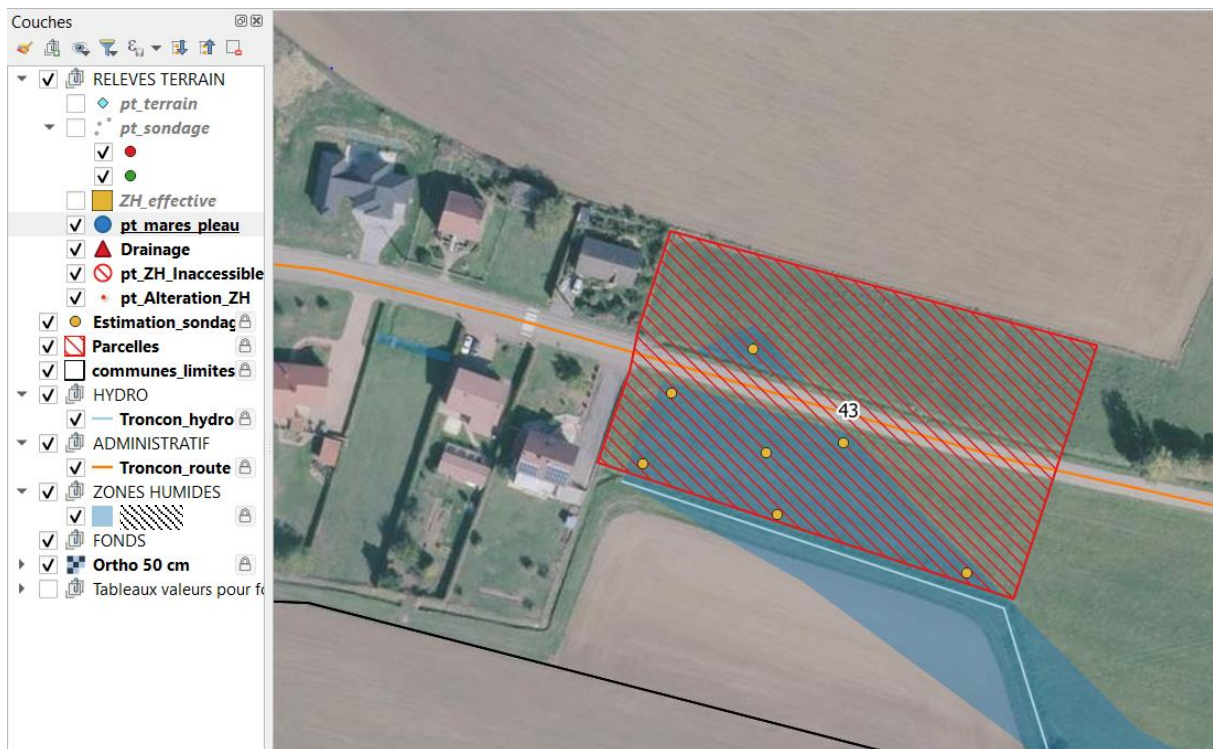 Couches
RELEVES TERRAIN
pt_terrain
pt_sondage
ZH_effective
pt_mares_pleau
Drainage
pt_ZH_Inaccessible
pt_Alteration_ZH
Estimation_sondag
Parcelles
communes_limites
HYDRO
Troncon_hydro
ADMINISTRATIF
Troncon_route
ZONES HUMIDES
FONDS
Ortho 50 cm
Tableaux valeurs pour fo
43